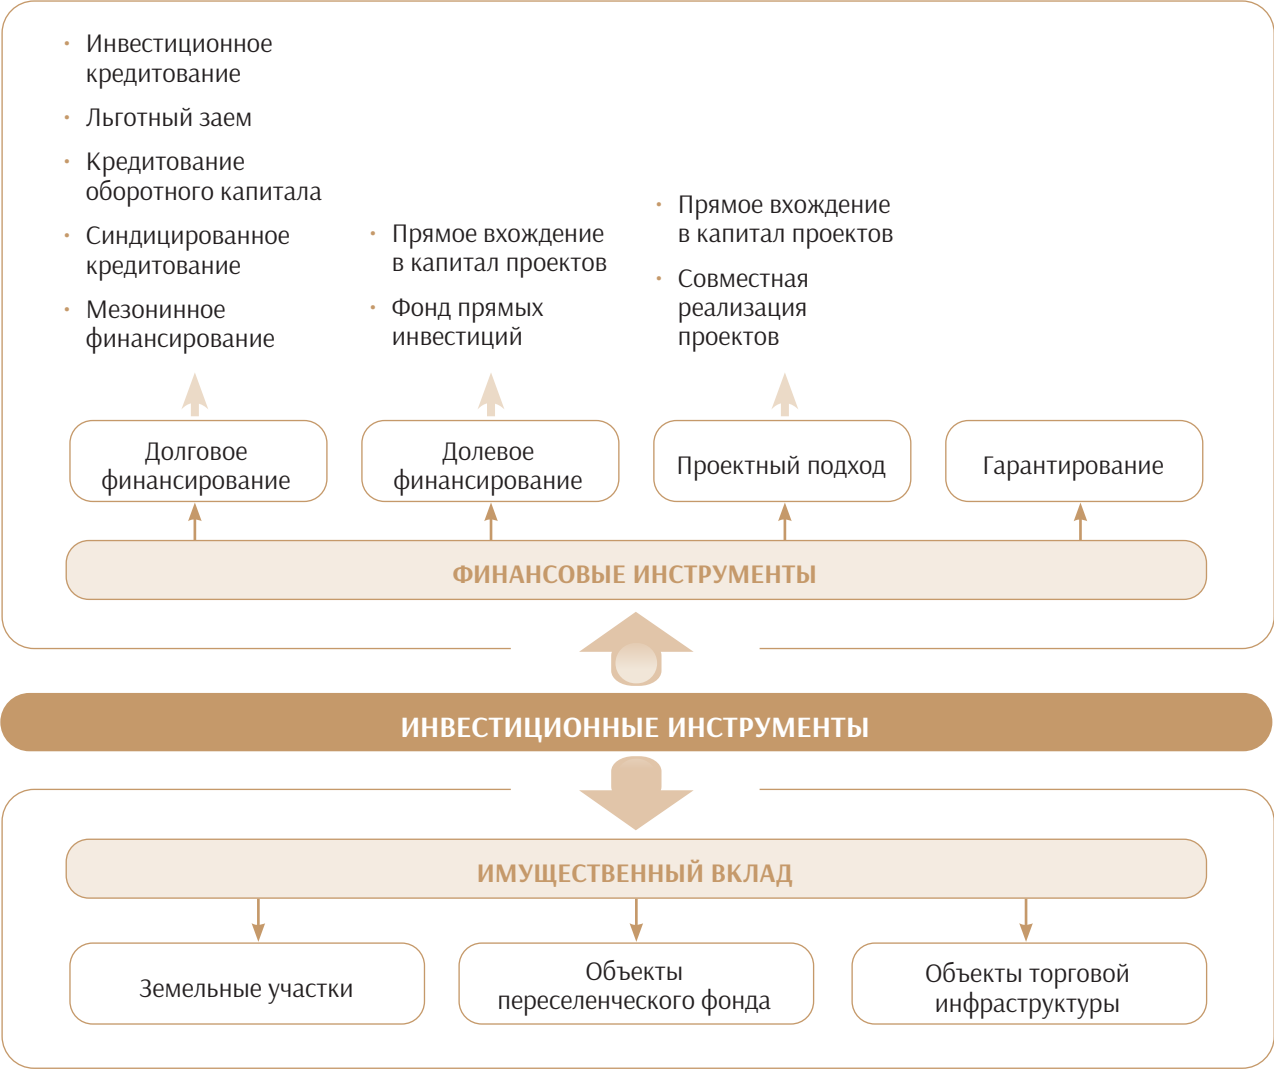 • Инвестиционное
кредитование
• Льготный заем
• Кредитование
оборотного капитала
• Синдицированное
кредитование
• Мезонинное
финансирование
• Прямое вхождение
в капитал проектов
• Фонд прямых
инвестиций
• Прямое вхождение
в капитал проектов
• Совместная
реализация
проектов
Долговое
финансирование
Долевое
финансирование
Проектный подход
Гарантирование
ФИНАНСОВЫЕ ИНСТРУМЕНТЫ
ИНВЕСТИЦИОННЫЕ ИНСТРУМЕНТЫ
ИМУЩЕСТВЕННЫЙ ВКЛАД
Земельные участки
Объекты
переселенческого фонда
Объекты торговой
инфраструктуры